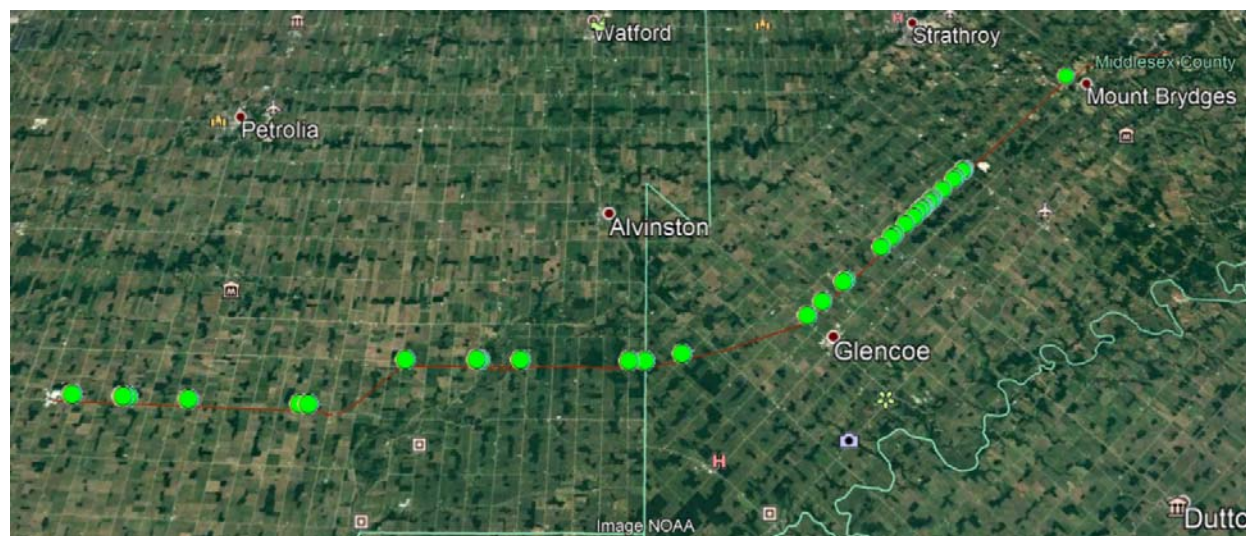 Watford
Strathroy
Middlesex County
Mount Brydges
Petrolia
Alvinston
Glencoe
H
Image NOAA
Dutto